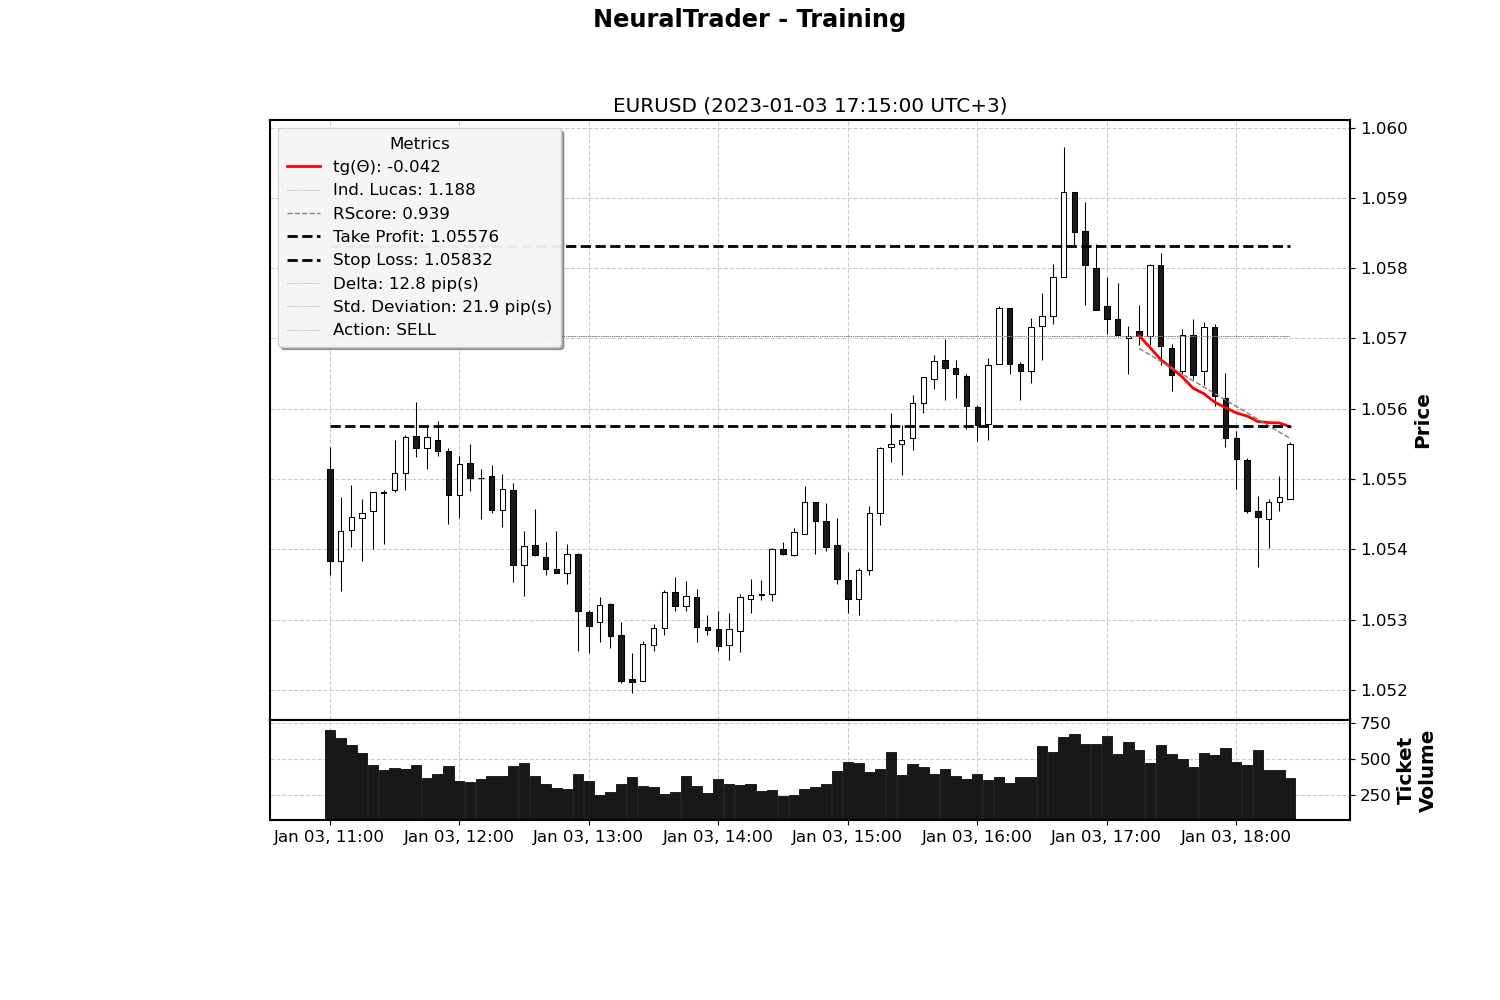 NeuralTrader - Training
EURUSD (2023-01-03 17:15:00 UTC+3)
Metrics
tg(Θ): -0.042
Ind. Lucas: 1.188
RScore: 0.939
Take Profit: 1.05576
Stop Loss: 1.05832
Delta: 12.8 pip(s)
Std. Deviation: 21.9 pip(s)
Action: SELL
1.060
1.059
1.058
1.057
1.056
1.055
1.054
1.053
1.052
Price
750
500
250
Ticket
Volume
Jan 03, 11:00 Jan 03, 12:00 Jan 03, 13:00 Jan 03, 14:00 Jan 03, 15:00 Jan 03, 16:00 Jan 03, 17:00 Jan 03, 18:00